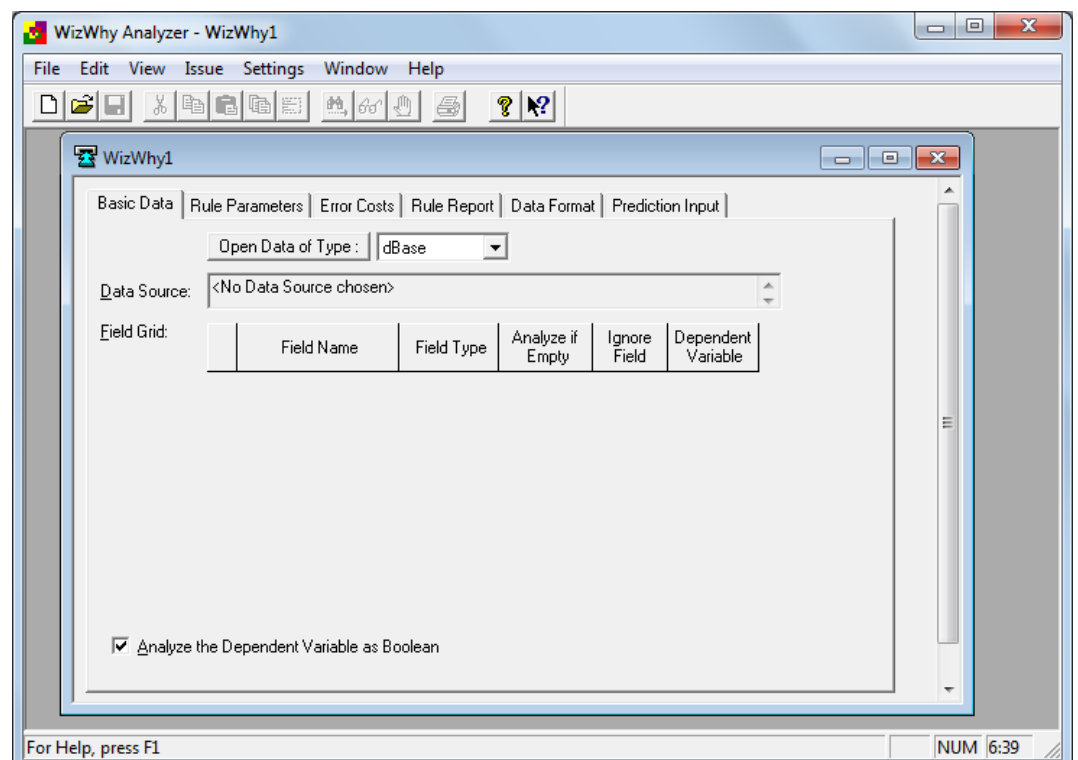 WizWhy Analyzer - WizWhy1
File Edit View Issue Settings Window Help
WizWhy1
Basic Data Rule Parameters Error Costs Rule Report Data Format Prediction Input
Open Data of Type : dBase
Data Source: <No Data Source chosen>
Field Grid: Field Name Field Type Analyze if Empty Ignore Field Dependent Variable
Analyze the Dependent Variable as Boolean
For Help, press F1 NUM 6:39